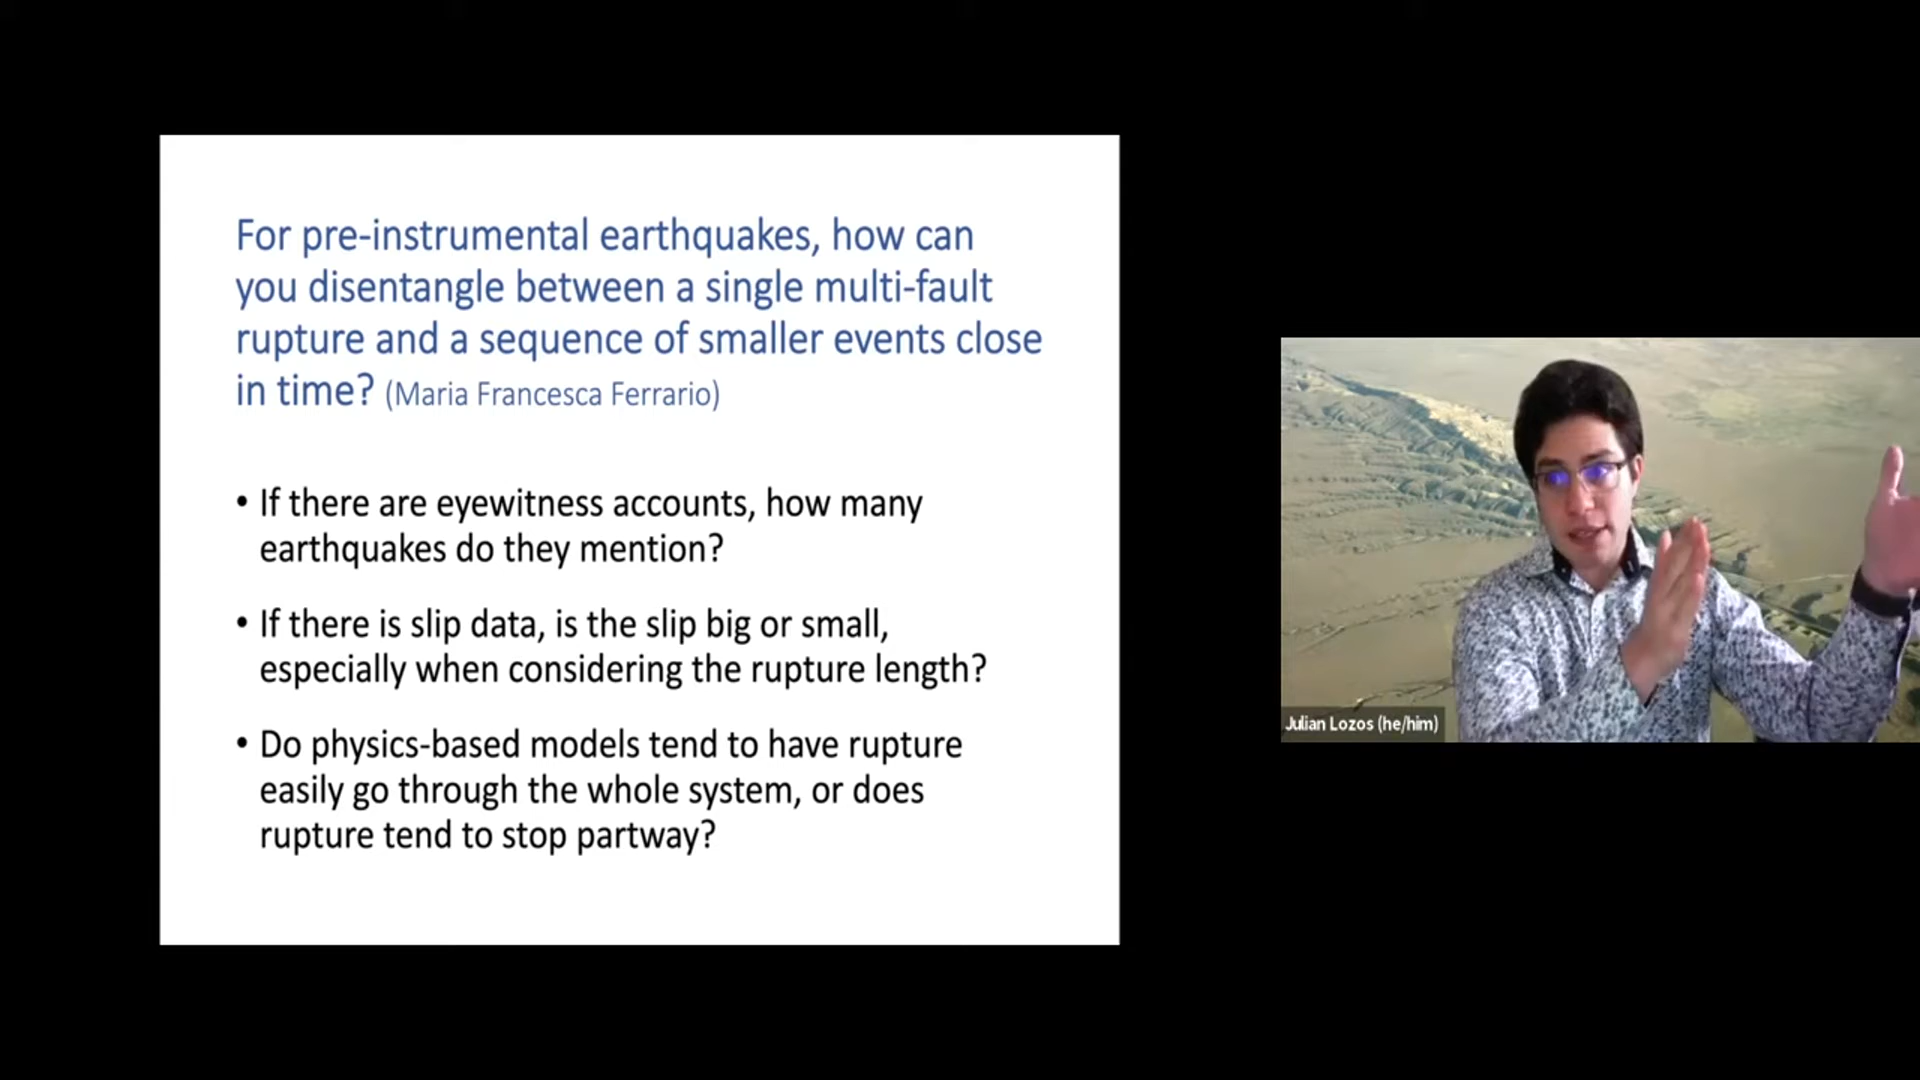 For pre-instrumental earthquakes, how can
you disentangle between a single multi-fault
rupture and a sequence of smaller events close
in time? (Maria Francesca Ferrario)
• If there are eyewitness accounts, how many
earthquakes do they mention?
• If there is slip data, is the slip big or small,
especially when considering the rupture length?
• Do physics-based models tend to have rupture
easily go through the whole system, or does
rupture tend to stop partway?
Julian Lozos (he/him)